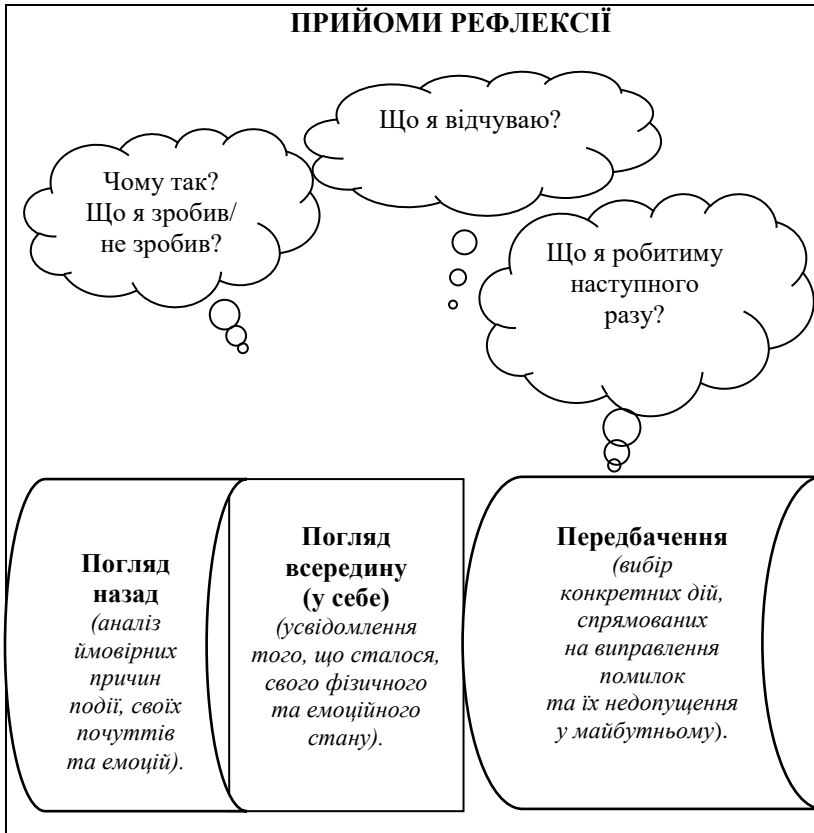 ПРИЙОМИ РЕФЛЕКСІЇ
Чому так?
Що я зробив/
не зробив?
Що я відчуваю?
Що я робитиму
наступного
разу?
Погляд
назад
(аналіз
ймовірних
причин
події, своїх
почуттів
та емоцій).
Погляд
всередину
(у себе)
(усвідомлення
того, що сталося,
свого фізичного
та емоційного
стану).
Передбачення
(вибір
конкретних дій,
спрямованих
на виправлення
помилок
та їх недопущення
у майбутньому).